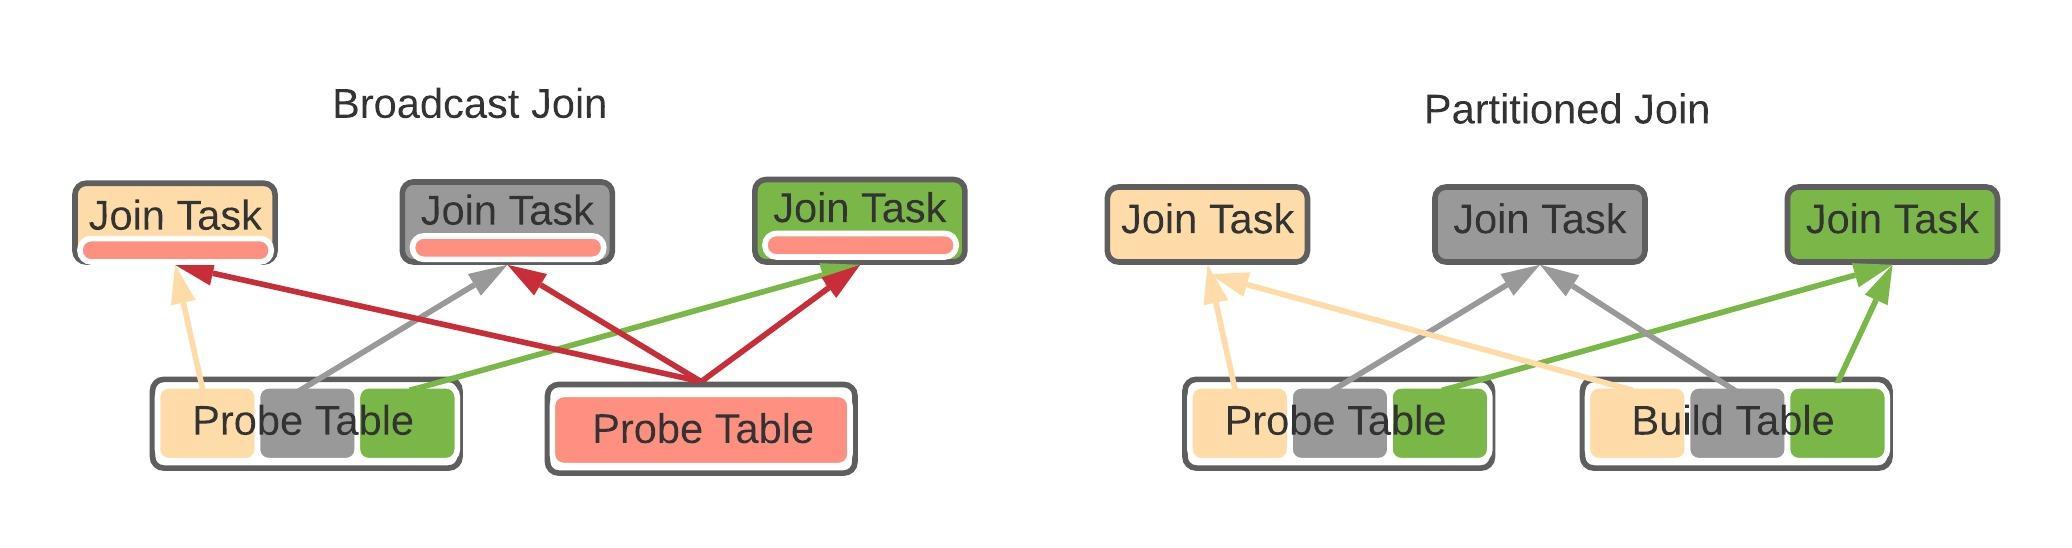 Broadcast Join
Join Task
Join Task
Join Task
Probe Table
Probe Table
Partitioned Join
Join Task
Join Task
Join Task
Probe Table
Build Table